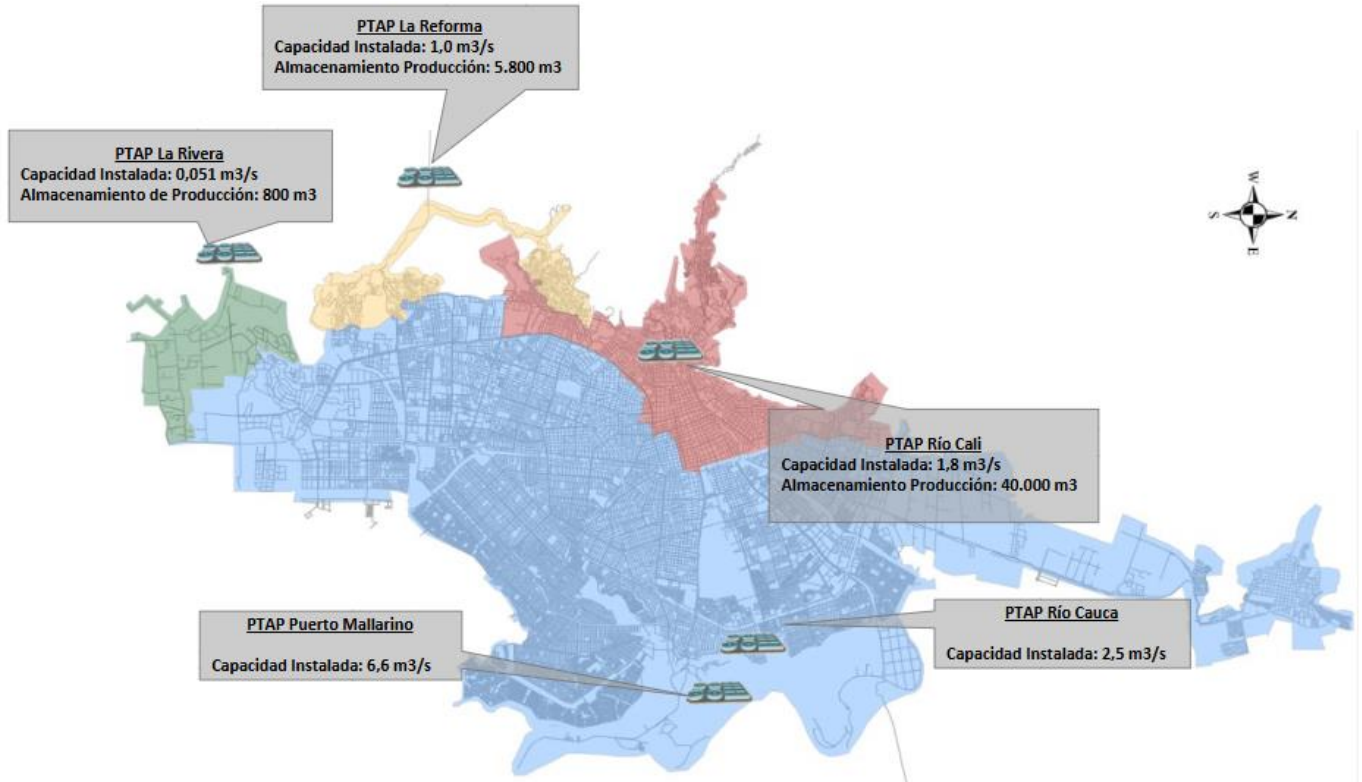 PTAP La Reforma
Capacidad Instalada: 1,0 m3/s
Almacenamiento Producción: 5.800 m3
PTAP La Rivera
Capacidad Instalada: 0,051 m3/s
Almacenamiento de Producción: 800 m3
W
S
N
E
PTAP Río Cali
Capacidad Instalada: 1,8 m3/s
Almacenamiento Producción: 40.000 m3
PTAP Puerto Mallarino
Capacidad Instalada: 6,6 m3/s
PTAP Río Cauca
Capacidad Instalada: 2,5 m3/s